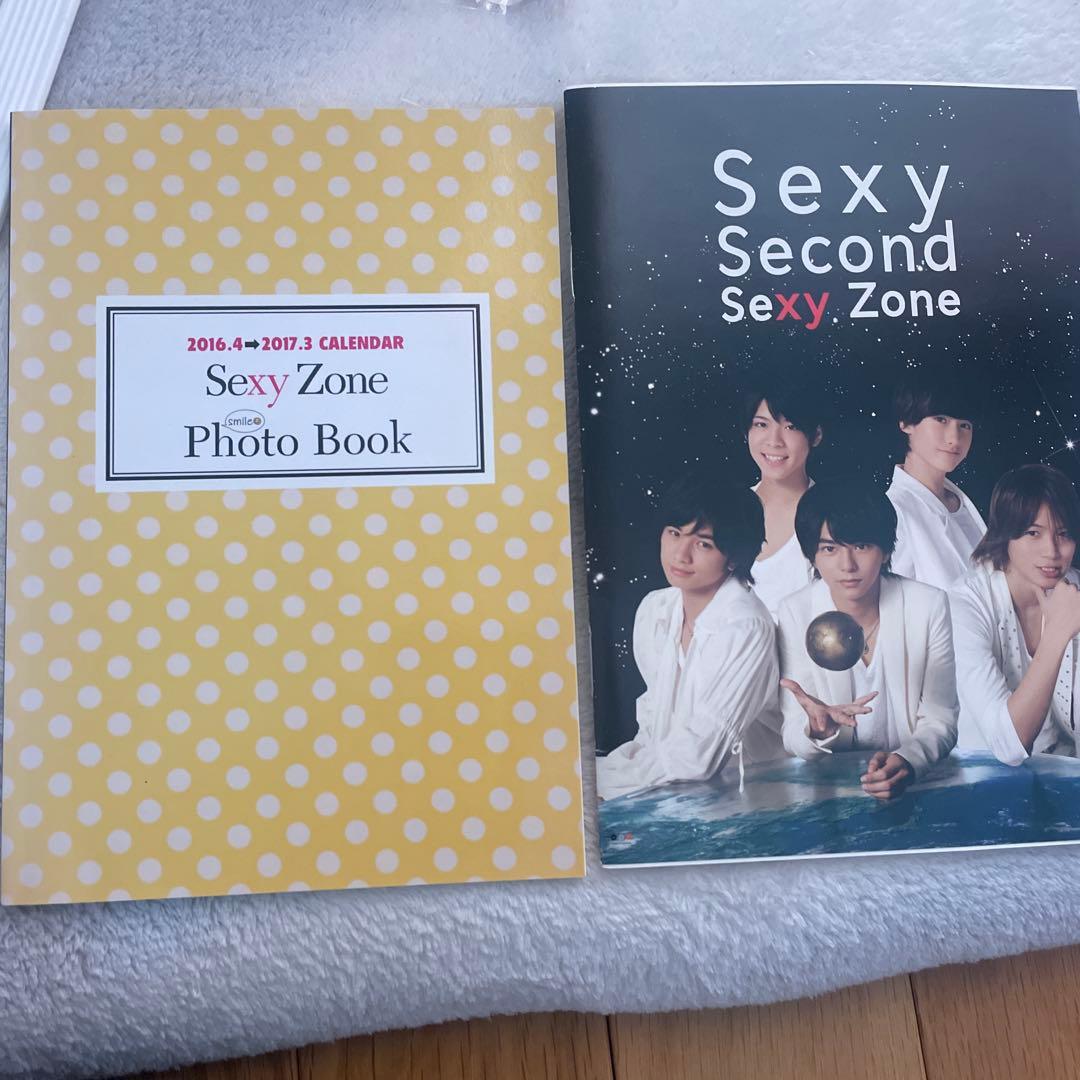 2016.4➡2017.3 CALENDAR
Sexy Zone
smile
Photo Book
Sexy
Second
Sexy Zone